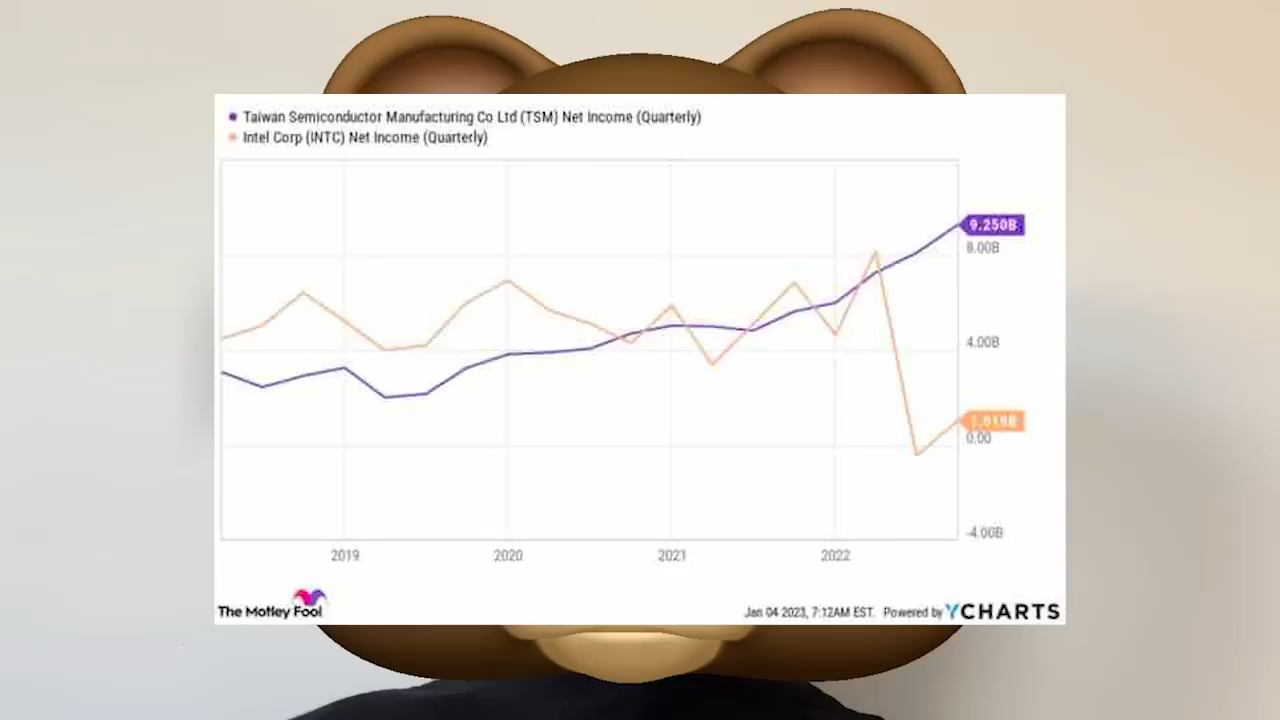 Taiwan Semiconductor Manufacturing Co Ltd (TSM) Net Income (Quarterly)
Intel Corp (INTC) Net Income (Quarterly)
9.250B
8.00B
4.00B
1.019B
0.00
-4.00B
2019 2020 2021 2022
The Motley Fool
Jan 04 2023, 7:12AM EST. Powered by YCHARTS